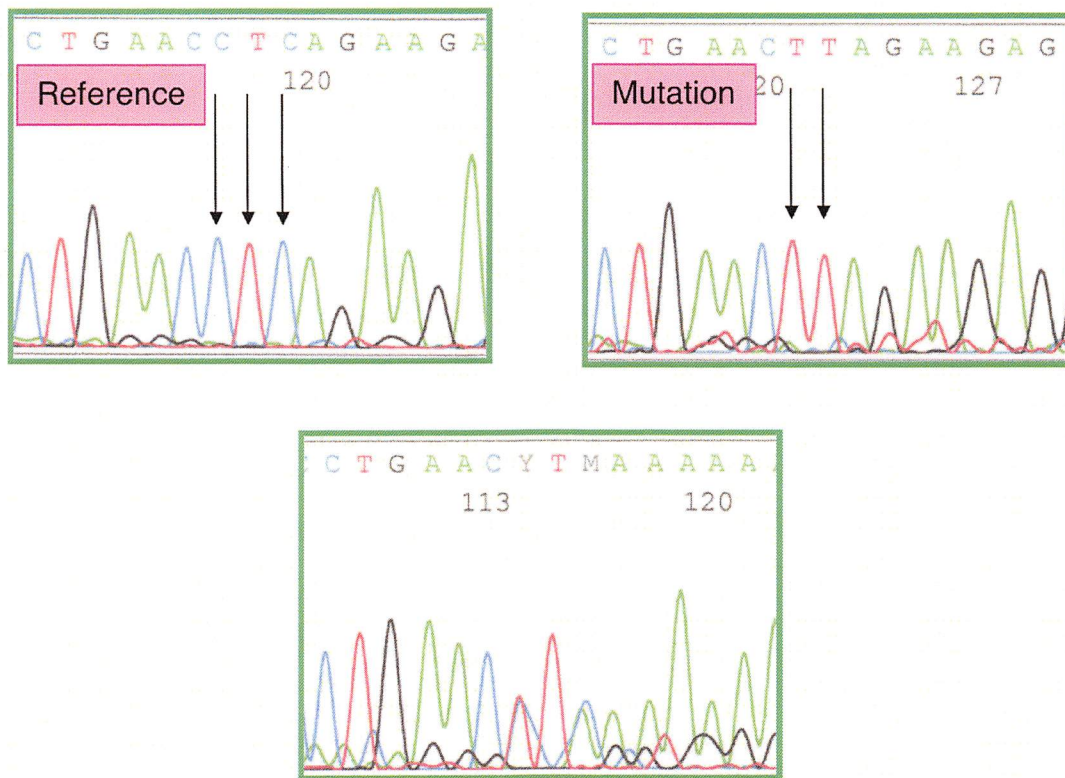 C T G A A C C T C A G A A G A
120
Reference
C T G A A C T T A G A A G A G
20 127
Mutation
C C T G A A C Y T M A A A A A
113 120